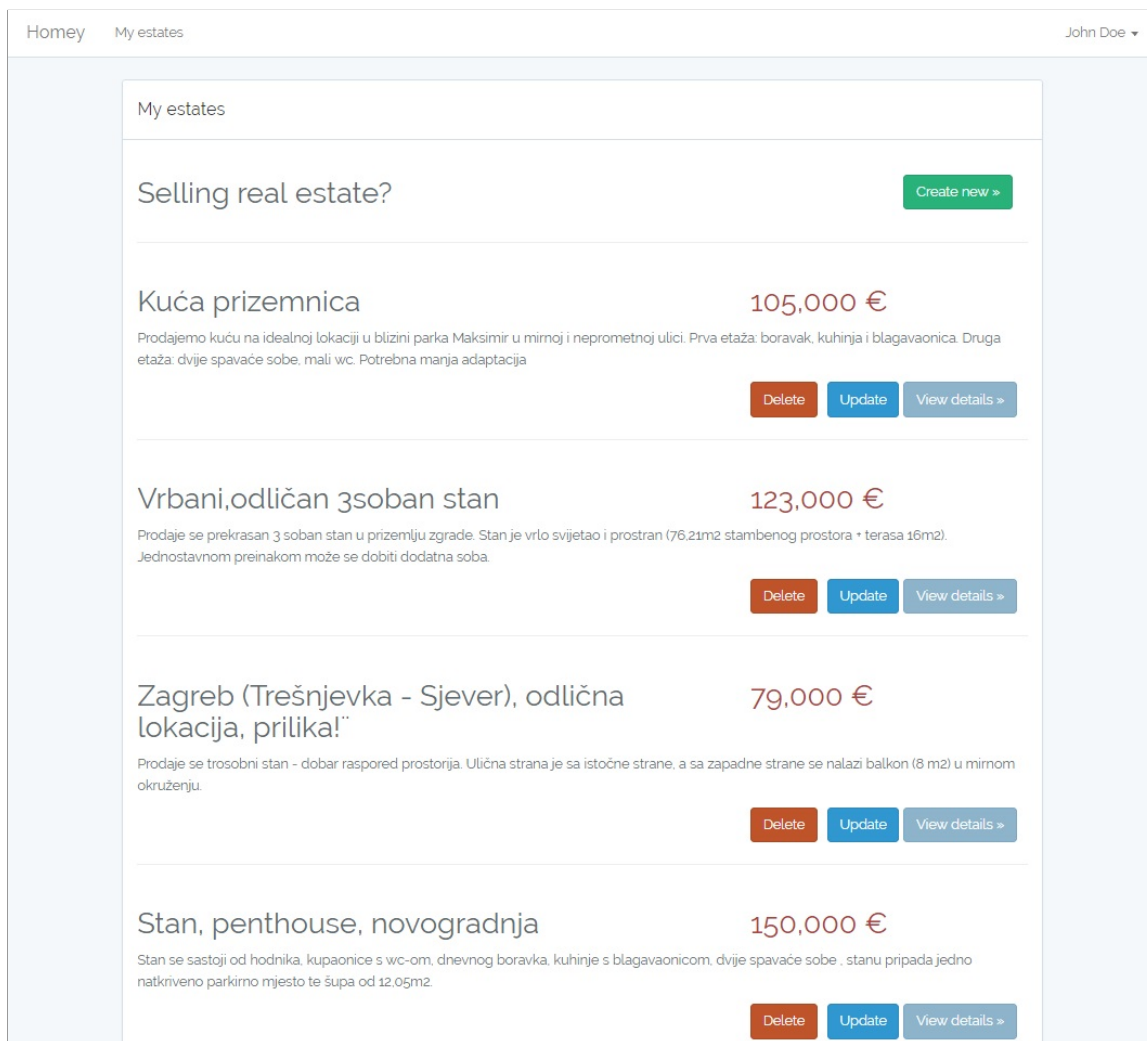 Homey My estates John Doe
My estates
Selling real estate? Create new »
Kuća prizemnica 105,000 €
Prodajemo kuću na idealnoj lokaciji u blizini parka Maksimir u mirnoj i neprometnoj ulici. Prva etaža: boravak, kuhinja i blagavaonica. Druga
etaža: dvije spavaće sobe, mali wc. Potrebna manja adaptacija
Delete Update View details »
Vrbani,odličan 3soban stan 123,000 €
Prodaje se prekrasan 3 soban stan u prizemlju zgrade. Stan je vrlo svijetao i prostran (76,21m2 stambenog prostora + terasa 16m2).
Jednostavnom preinakom može se dobiti dodatna soba.
Delete Update View details »
Zagreb (Trešnjevka - Sjever), odlična 79,000 €
lokacija, prilika!¨
Prodaje se trosobni stan - dobar raspored prostorija. Ulična strana je sa istočne strane, a sa zapadne strane se nalazi balkon (8 m2) u mirnom
okruženju.
Delete Update View details »
Stan, penthouse, novogradnja 150,000 €
Stan se sastoji od hodnika, kupaonice s wc-om, dnevnog boravka, kuhinje s blagavaonicom, dvije spavaće sobe , stanu pripada jedno
natkriveno parkirno mjesto te šupa od 12,05m2.
Delete Update View details »